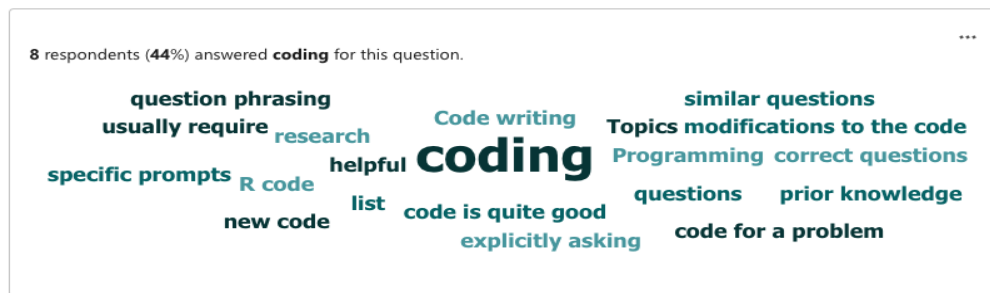 ...
8 respondents (44%) answered coding for this question.
question phrasing
similar questions
Code writing
usually require
Topics modifications to the code
research
coding
helpful
Programming correct questions
specific prompts
R code
questions prior knowledge
list
code is quite good
new code
code for a problem
explicitly asking